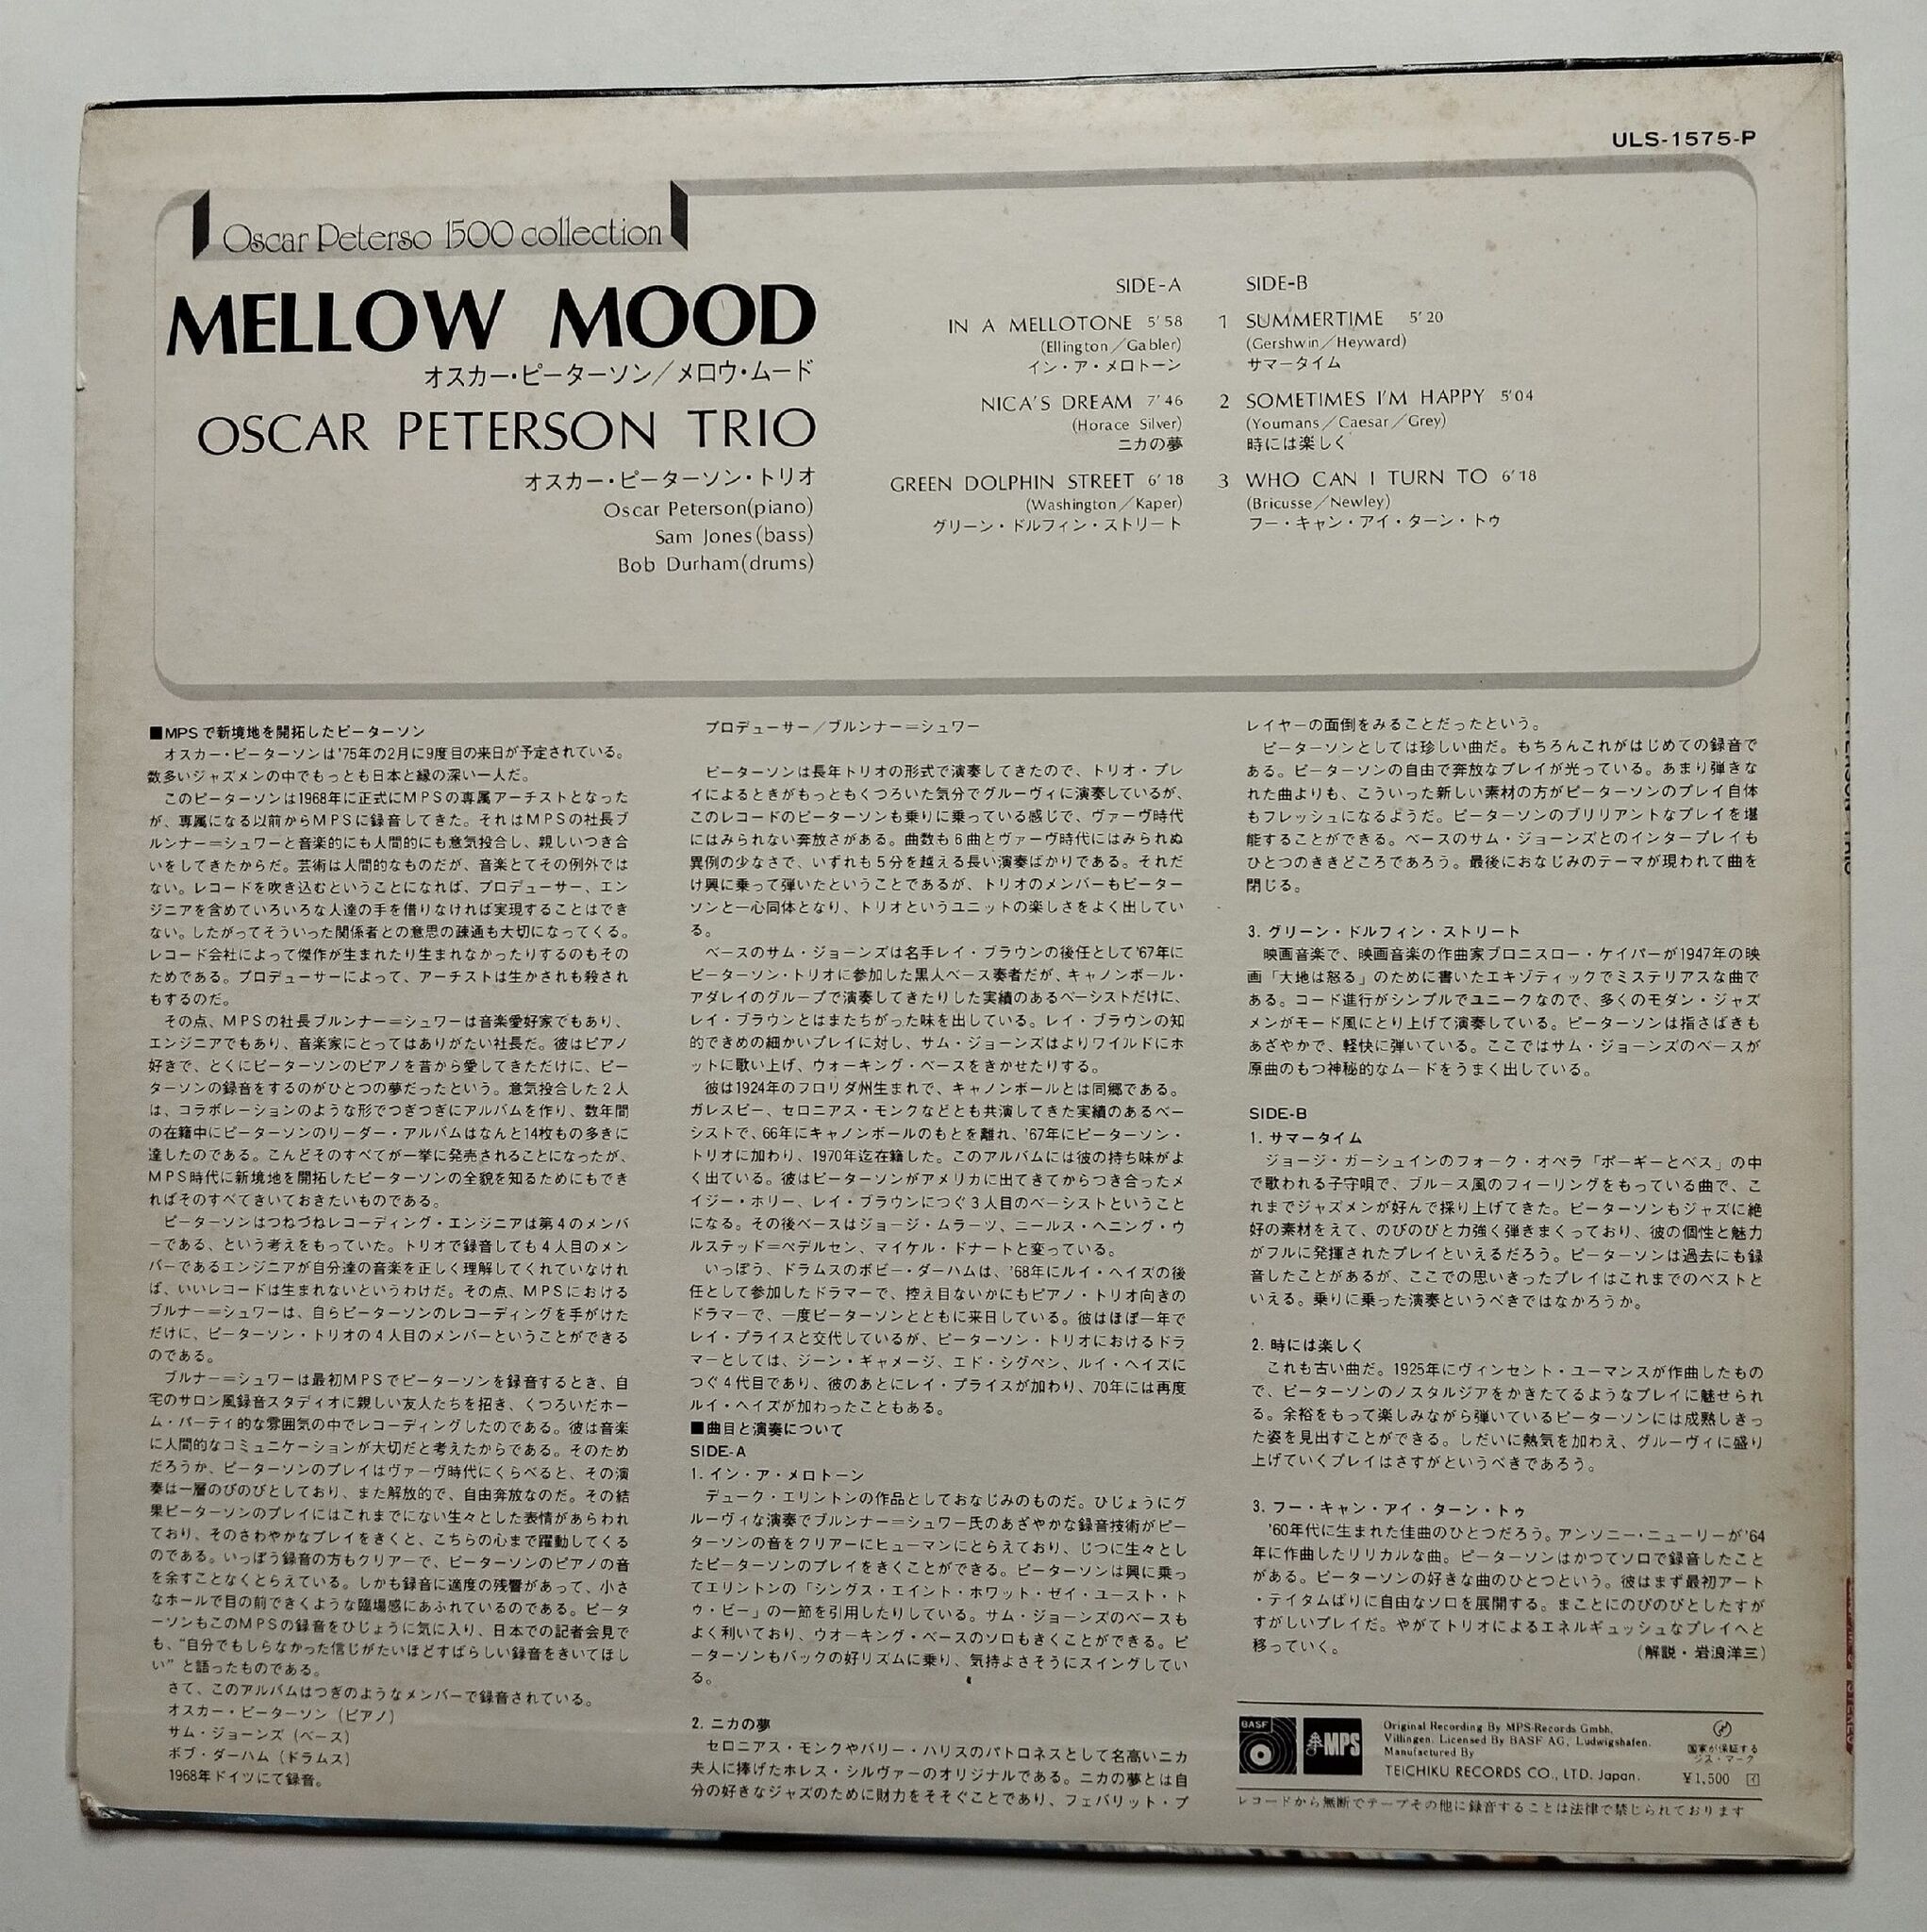 ULS-1575-P
Oscar Peterso 1500 collection
MELLOW MOOD
オスカー・ピーターソン/メロウ・ムード
OSCAR PETERSON TRIO
オスカー・ピーターソン・トリオ
Oscar Peterson(piano)
Sam Jones(bass)
Bob Durham(drums)
SIDE-A
IN A MELLOTONE 5'58
(Ellington/Gabler)
イン・ア・メロトーン
NICA'S DREAM 7'46
(Horace Silver)
ニカの夢
GREEN DOLPHIN STREET 6'18
(Washington/Kaper)
グリーン・ドルフィン・ストリート
SIDE-B
1 SUMMERTIME 5'20
(Gershwin/Heyward)
サマータイム
2 SOMETIMES I'M HAPPY 5'04
(Youmans/Caesar/Grey)
時には楽しく
3 WHO CAN I TURN TO 6'18
(Bricusse/Newley)
フー・キャン・アイ・ターン・トゥ
■MPSで新境地を開拓したピーターソン
オスカー・ピーターソンは'75年の2月に9度目の来日が予定されている。
数多いジャズメンの中でもっとも日本と縁の深い一人だ。
このピーターソンは1968年に正式にMPSの専属アーチストとなった
が、専属になる以前からMPSに録音してきた。それはMPSの社長ブ
ルンナー=シュワーと音楽的にも人間的にも意気投合し、親しいつき合
いをしてきたからだ。芸術は人間的なものだが、音楽とてその例外では
ない。レコードを吹き込むということになれば、プロデューサー、エン
ジニアを含めていろいろな人達の手を借りなければ実現することはでき
ない。したがってそういった関係者との意思の疎通も大切になってくる。
レコード会社によって傑作が生まれたり生まれなかったりするのもその
ためである。プロデューサーによって、アーチストは生かされも殺され
もするのだ。
その点、MPSの社長ブルンナー=シュワーは音楽愛好家でもあり、
エンジニアでもあり、音楽家にとってはありがたい社長だ。彼はピアノ
好きで、とくにピーターソンのピアノを昔から愛してきただけに、ピー
ターソンの録音をするのがひとつの夢だったという。意気投合した2人
は、コラボレーションのような形でつぎつぎにアルバムを作り、数年間
の在籍中にピーターソンのリーダー・アルバムはなんと14枚もの多きに
達したのである。こんどそのすべてが一挙に発売されることになったが、
MPS時代に新境地を開拓したピーターソンの全貌を知るためにもでき
ればそのすべてきいておきたいものである。
ピーターソンはつねづねレコーディング・エンジニアは第4のメンバ
ーである、という考えをもっていた。トリオで録音しても4人目のメン
バーであるエンジニアが自分達の音楽を正しく理解してくれていなけれ
ば、いいレコードは生まれないというわけだ。その点、MPSにおける
ブルナー=シュワーは、自らピーターソンのレコーディングを手がけた
だけに、ピーターソン・トリオの4人目のメンバーということができる
のである。
ブルナー=シュワーは最初MPSでピーターソンを録音するとき、自
宅のサロン風録音スタディオに親しい友人たちを招き、くつろいだホー
ム・パーティ的な雰囲気の中でレコーディングしたのである。彼は音楽
に人間的なコミュニケーションが大切だと考えたからである。そのため
だろうか、ピーターソンのプレイはヴァーヴ時代にくらべると、その演
奏は一層のびのびとしており、また解放的で、自由奔放なのだ。その結
果ピーターソンのプレイにはこれまでにない生々とした表情があらわれ
ており、そのさわやかなプレイをきくと、こちらの心まで躍動してくる
のである。いっぽう録音の方もクリアーで、ピーターソンのピアノの音
を余すことなくとらえている。しかも録音に適度の残響があって、小さ
なホールで目の前できくような臨場感にあふれているのである。ピータ
ーソンもこのMPSの録音をひじょうに気に入り、日本での記者会見で
も、"自分でもしらなかった信じがたいほどすばらしい録音をきいてほし
い"と語ったものである。
さて、このアルバムはつぎのようなメンバーで録音されている。
オスカー・ピーターソン(ピアノ)
サム・ジョーンズ(ベース)
ボブ・ダーハム(ドラムス)
1968年ドイツにて録音。
プロデューサー/ブルンナー=シュワー
ピーターソンは長年トリオの形式で演奏してきたので、トリオ・プレ
イによるときがもっともくつろいだ気分でグルーヴィに演奏しているが、
このレコードのピーターソンも乗りに乗っている感じで、ヴァーヴ時代
にはみられない奔放さがある。曲数も6曲とヴァーヴ時代にはみられぬ
異例の少なさで、いずれも5分を越える長い演奏ばかりである。それだ
け興に乗って弾いたということであるが、トリオのメンバーもピーター
ソンと一心同体となり、トリオというユニットの楽しさをよく出してい
る。
ベースのサム・ジョーンズは名手レイ・ブラウンの後任として'67年に
ピーターソン・トリオに参加した黒人ベース奏者だが、キャノンボール・
アダレイのグループで演奏してきたりした実績のあるベーシストだけに、
レイ・ブラウンとはまたちがった味を出している。レイ・ブラウンの知
的できめの細かいプレイに対し、サム・ジョーンズはよりワイルドにホ
ットに歌い上げ、ウォーキング・ベースをきかせたりする。
彼は1924年のフロリダ州生まれで、キャノンボールとは同郷である。
ガレスピー、セロニアス・モンクなどとも共演してきた実績のあるベー
シストで、66年にキャノンボールのもとを離れ、'67年にピーターソン・
トリオに加わり、1970年迄在籍した。このアルバムには彼の持ち味がよ
く出ている。彼はピーターソンがアメリカに出てきてからつき合ったメ
イジー・ホリー、レイ・ブラウンにつぐ3人目のベーシストということ
になる。その後ベースはジョージ・ムラーツ、ニールス・ヘニング・ウ
ルステッド=ペデルセン、マイケル・ドナートと変っている。
いっぽう、ドラムスのボビー・ダーハムは、'68年にルイ・ヘイズの後
任として参加したドラマーで、控え目ないかにもピアノ・トリオ向きの
ドラマーで、一度ピーターソンとともに来日している。彼はほぼ一年で
レイ・プライスと交代しているが、ピーターソン・トリオにおけるドラ
マーとしては、ジーン・ギャメージ、エド・シグペン、ルイ・ヘイズに
つぐ4代目であり、彼のあとにレイ・プライスが加わり、70年には再度
ルイ・ヘイズが加わったこともある。
■曲目と演奏について
SIDE-A
1. イン・ア・メロトーン
デューク・エリントンの作品としておなじみのものだ。ひじょうにグ
ルーヴィな演奏でブルンナー=シュワー氏のあざやかな録音技術がピー
ターソンの音をクリアーにヒューマンにとらえており、じつに生々とし
たピーターソンのプレイをきくことができる。ピーターソンは興に乗っ
てエリントンの「シングス・エイント・ホワット・ゼイ・ユースト・ト
ゥ・ビー」の一節を引用したりしている。サム・ジョーンズのベースも
よく利いており、ウオーキング・ベースのソロもきくことができる。ピ
ーターソンもバックの好リズムに乗り、気持よさそうにスイングしてい
る。
2. ニカの夢
セロニアス・モンクやバリー・ハリスのパトロネスとして名高いニカ
夫人に捧げたホレス・シルヴァーのオリジナルである。ニカの夢とは自
分の好きなジャズのために財力をそそぐことであり、フェバリット・プ
レイヤーの面倒をみることだったという。
ピーターソンとしては珍しい曲だ。もちろんこれがはじめての録音で
ある。ピーターソンの自由で奔放なプレイが光っている。あまり弾きな
れた曲よりも、こういった新しい素材の方がピーターソンのプレイ自体
もフレッシュになるようだ。ピーターソンのブリリアントなプレイを堪
能することができる。ベースのサム・ジョーンズとのインタープレイも
ひとつのききどころであろう。最後におなじみのテーマが現われて曲を
閉じる。
3. グリーン・ドルフィン・ストリート
映画音楽で、映画音楽の作曲家ブロニスロー・ケイパーが1947年の映
画「大地は怒る」のために書いたエキゾティックでミステリアスな曲で
ある。コード進行がシンプルでユニークなので、多くのモダン・ジャズ
メンがモード風にとり上げて演奏している。ピーターソンは指さばきも
あざやかで、軽快に弾いている。ここではサム・ジョーンズのベースが
原曲のもつ神秘的なムードをうまく出している。
SIDE-B
1. サマータイム
ジョージ・ガーシュインのフォーク・オペラ「ポーギーとベス」の中
で歌われる子守唄で、ブルース風のフィーリングをもっている曲で、こ
れまでジャズメンが好んで採り上げてきた。ピーターソンもジャズに絶
好の素材をえて、のびのびと力強く弾きまくっており、彼の個性と魅力
がフルに発揮されたプレイといえるだろう。ピーターソンは過去にも録
音したことがあるが、ここでの思いきったプレイはこれまでのベストと
いえる。乗りに乗った演奏というべきではなかろうか。
2. 時には楽しく
これも古い曲だ。1925年にヴィンセント・ユーマンスが作曲したもの
で、ピーターソンのノスタルジアをかきたてるようなプレイに魅せられ
る。余裕をもって楽しみながら弾いているピーターソンには成熟しきっ
た姿を見出すことができる。しだいに熱気を加わえ、グルーヴィに盛り
上げていくプレイはさすがというべきであろう。
3. フー・キャン・アイ・ターン・トゥ
'60年代に生まれた佳曲のひとつだろう。アンソニー・ニューリーが'64
年に作曲したリリカルな曲。ピーターソンはかつてソロで録音したこと
がある。ピーターソンの好きな曲のひとつという。彼はまず最初アート
・テイタムばりに自由なソロを展開する。まことにのびのびとしたすが
すがしいプレイだ。やがてトリオによるエネルギュッシュなプレイへと
移っていく。
(解説・岩浪洋三)
BASF
MPS
Original Recording By MPS-Records Gmbh,
Villingen. Licensed By BASF AG, Ludwigshafen.
Manufactured By
TEICHIKU RECORDS CO., LTD. Japan.
国家が保証する
ジス・マーク
¥1,500
レコードから無断でテープその他に録音することは法律で禁じられております